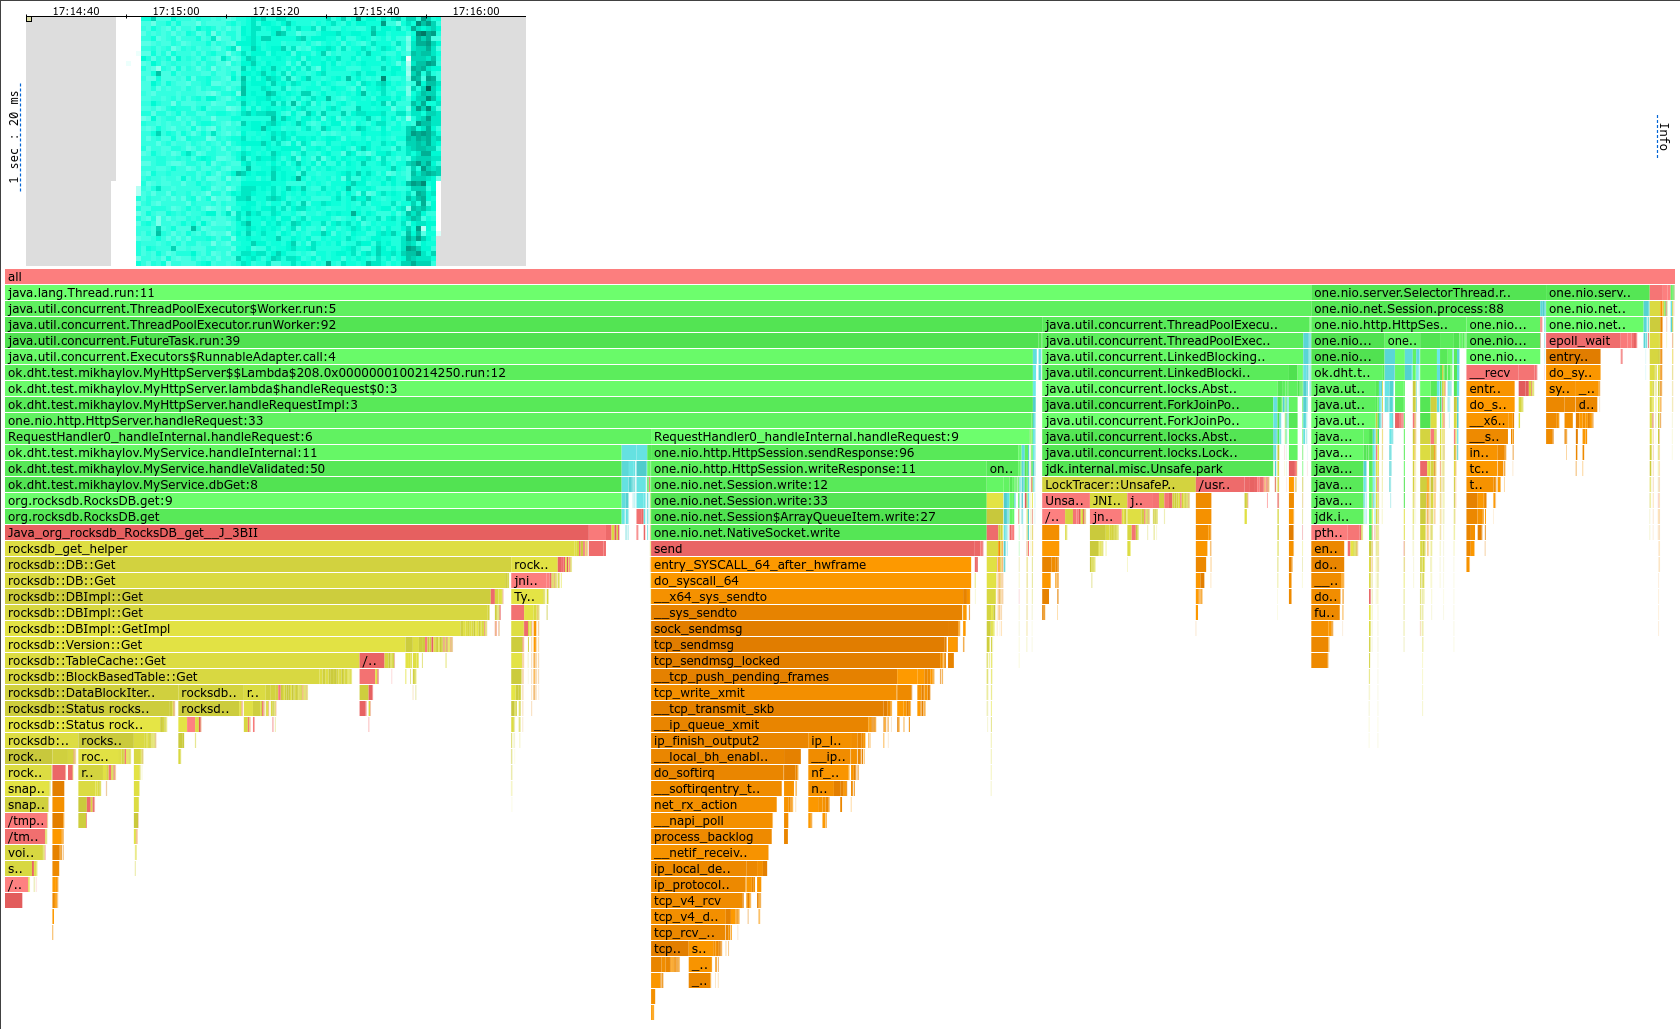 17:14:40 17:15:00 17:15:20 17:15:40 17:16:00
1 sec : 20 ms
Info
all
java.lang.Thread.run:11 one.nio.server.SelectorThread.r.. one.nio.serv..
java.util.concurrent.ThreadPoolExecutor$Worker.run:5 one.nio.net.Session.process:88 one.nio.net..
java.util.concurrent.ThreadPoolExecutor.runWorker:92 java.util.concurrent.ThreadPoolExecu.. one.nio.http.HttpSes.. one.nio... one.nio.net..
java.util.concurrent.FutureTask.run:39 java.util.concurrent.ThreadPoolExec.. one.nio... one.. one.nio... epoll_wait
java.util.concurrent.Executors$RunnableAdapter.call:4 java.util.concurrent.LinkedBlocking.. one.nio... one.nio... entry..
ok.dht.test.mikhaylov.MyHttpServer$$Lambda$208.0x0000000100214250.run:12 java.util.concurrent.LinkedBlocki.. ok.dht.t.. __recv do_sy..
ok.dht.test.mikhaylov.MyHttpServer.lambda$handleRequest$0:3 java.util.concurrent.locks.Abst.. java.ut.. entr.. sy.. _..
ok.dht.test.mikhaylov.MyHttpServer.handleRequestImpl:3 java.util.concurrent.ForkJoinPo.. java.ut.. do_s.. d..
one.nio.http.HttpServer.handleRequest:33 java.util.concurrent.ForkJoinPo.. java.ut.. __x6..
RequestHandler0_handleInternal.handleRequest:6 RequestHandler0_handleInternal.handleRequest:9 java.util.concurrent.locks.Abst.. java... __s..
ok.dht.test.mikhaylov.MyService.handleInternal:11 one.nio.http.HttpSession.sendResponse:96 java.util.concurrent.locks.Lock.. java... in..
ok.dht.test.mikhaylov.MyService.handleValidated:50 one.nio.http.HttpSession.writeResponse:11 on.. jdk.internal.misc.Unsafe.park java... tc..
ok.dht.test.mikhaylov.MyService.dbGet:8 one.nio.net.Session.write:12 LockTracer::UnsafeP.. /usr.. java... t..
org.rocksdb.RocksDB.get:9 one.nio.net.Session.write:33 Unsa.. JNI.. j.. java...
org.rocksdb.RocksDB.get one.nio.net.Session$ArrayQueueItem.write:27 /.. jn.. jdk.i..
Java_org_rocksdb_RocksDB_get__J_3BII one.nio.net.NativeSocket.write pth..
rocksdb_get_helper send en..
rocksdb::DB::Get rock.. entry_SYSCALL_64_after_hwframe do..
rocksdb::DB::Get jni.. do_syscall_64 __..
rocksdb::DBImpl::Get Ty.. __x64_sys_sendto do..
rocksdb::DBImpl::Get __sys_sendto fu..
rocksdb::DBImpl::GetImpl sock_sendmsg
rocksdb::Version::Get tcp_sendmsg
rocksdb::TableCache::Get /.. tcp_sendmsg_locked
rocksdb::BlockBasedTable::Get __tcp_push_pending_frames
rocksdb::DataBlockIter.. rocksdb.. r.. tcp_write_xmit
rocksdb::Status rocks.. rocksd.. __tcp_transmit_skb
rocksdb::Status rock.. __ip_queue_xmit
rocksdb:.. rocks.. ip_finish_output2 ip_l..
rock.. roc.. __local_bh_enabl.. __ip..
rock.. r.. do_softirq nf_..
snap.. __softirqentry_t.. n..
snap.. net_rx_action
/tmp.. __napi_poll
/tm.. process_backlog
voi.. __netif_receiv..
s.. ip_local_de..
/.. ip_protocol..
tcp_v4_rcv
tcp_v4_d..
tcp_rcv_..
tcp.. s..
_..
_..